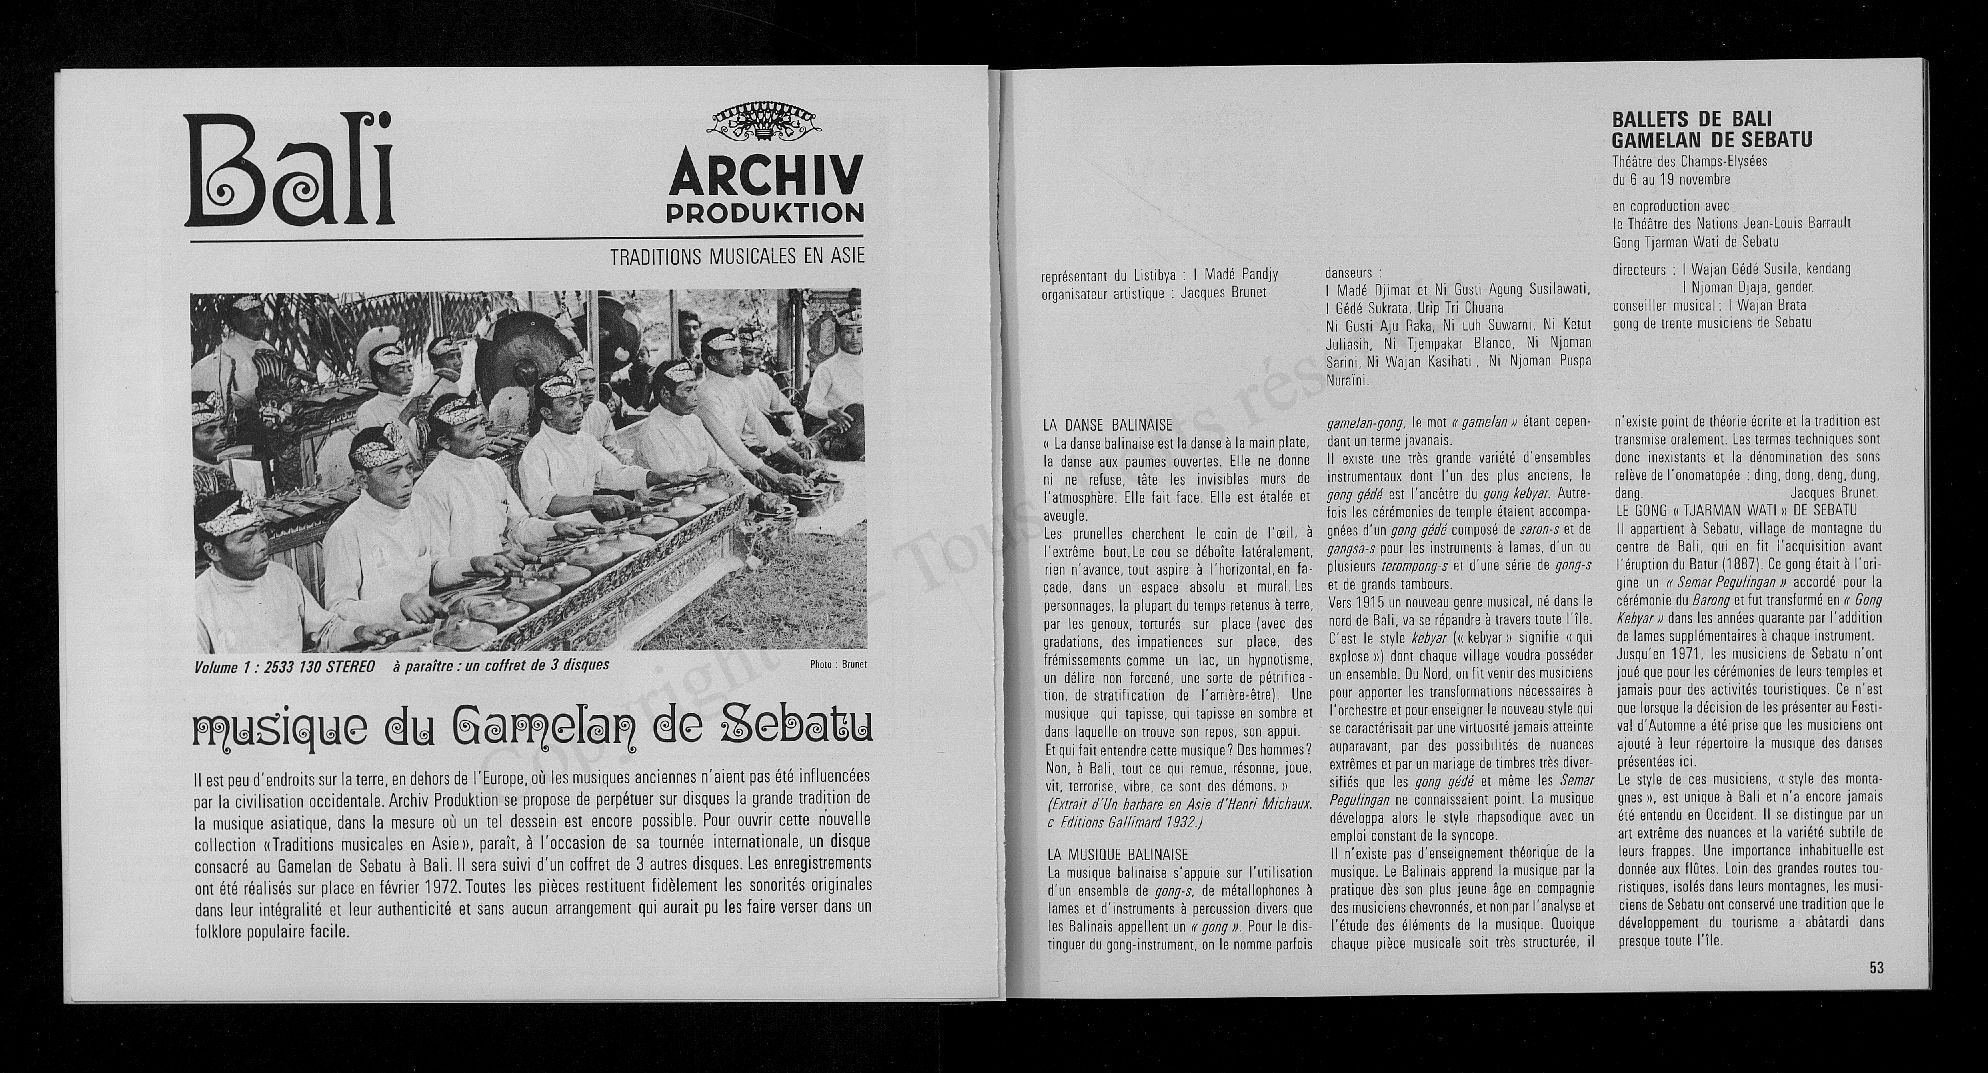 Bali
ARCHIV
PRODUKTION
TRADITIONS MUSICALES EN ASIE
Volume 1 : 2533 130 STEREO à paraître : un coffret de 3 disques
Photo : Brunet
musique du Gamelan de Sebatu
Il est peu d'endroits sur la terre, en dehors de l'Europe, où les musiques anciennes n'aient pas été influencées
par la civilisation occidentale. Archiv Produktion se propose de perpétuer sur disques la grande tradition de
la musique asiatique, dans la mesure où un tel dessein est encore possible. Pour ouvrir cette nouvelle
collection «Traditions musicales en Asie», paraît, à l'occasion de sa tournée internationale, un disque
consacré au Gamelan de Sebatu à Bali. Il sera suivi d'un coffret de 3 autres disques. Les enregistrements
ont été réalisés sur place en février 1972. Toutes les pièces restituent fidèlement les sonorités originales
dans leur intégralité et leur authenticité et sans aucun arrangement qui aurait pu les faire verser dans un
folklore populaire facile.
BALLETS DE BALI
GAMELAN DE SEBATU
Théâtre des Champs-Elysées
du 6 au 19 novembre
en coproduction avec
le Théâtre des Nations Jean-Louis Barrault
Gong Tjarman Wati de Sebatu
directeurs : I Wajan Gédé Susila, kendang
I Njoman Djaja, gender.
conseiller musical : I Wajan Brata
gong de trente musiciens de Sebatu
représentant du Listibya : I Madé Pandjy
organisateur artistique : Jacques Brunet
danseurs :
I Madé Djimat et Ni Gusti Agung Susilawati,
I Gédé Sukrata, Urip Tri Chuana
Ni Gusti Aju Raka, Ni Luh Suwarni, Ni Ketut
Juliasih, Ni Tjempakar Blanco, Ni Njoman
Sarini, Ni Wajan Kasihati , Ni Njoman Puspa
Nuraïni.
LA DANSE BALINAISE
« La danse balinaise est la danse à la main plate,
la danse aux paumes ouvertes. Elle ne donne
ni ne refuse, tâte les invisibles murs de
l'atmosphère. Elle fait face. Elle est étalée et
aveugle.
Les prunelles cherchent le coin de l'œil, à
l'extrême bout. Le cou se déboîte latéralement,
rien n'avance, tout aspire à l'horizontal, en fa-
çade, dans un espace absolu et mural. Les
personnages, la plupart du temps retenus à terre,
par les genoux, torturés sur place (avec des
gradations, des impatiences sur place, des
frémissements comme un lac, un hypnotisme,
un délire non forcené, une sorte de pétrifica -
tion, de stratification de l'arrière-être). Une
musique qui tapisse, qui tapisse en sombre et
dans laquelle on trouve son repos, son appui.
Et qui fait entendre cette musique ? Des hommes ?
Non, à Bali, tout ce qui remue, résonne, joue,
vit, terrorise, vibre, ce sont des démons. »
(Extrait d'Un barbare en Asie d'Henri Michaux.
c Editions Gallimard 1932.)
LA MUSIQUE BALINAISE
La musique balinaise s'appuie sur l'utilisation
d'un ensemble de gong-s, de métallophones à
lames et d'instruments à percussion divers que
les Balinais appellent un « gong ». Pour le dis-
tinguer du gong-instrument, on le nomme parfois
gamelan-gong, le mot « gamelan » étant cepen-
dant un terme javanais.
Il existe une très grande variété d'ensembles
instrumentaux dont l'un des plus anciens, le
gong gédé est l'ancêtre du gong kebyar. Autre-
fois les cérémonies de temple étaient accompa-
gnées d'un gong gédé composé de saron-s et de
gangsa-s pour les instruments à lames, d'un ou
plusieurs terompong-s et d'une série de gong-s
et de grands tambours.
Vers 1915 un nouveau genre musical, né dans le
nord de Bali, va se répandre à travers toute l'île.
C'est le style kebyar (« kebyar » signifie « qui
explose ») dont chaque village voudra posséder
un ensemble. Du Nord, on fit venir des musiciens
pour apporter les transformations nécessaires à
l'orchestre et pour enseigner le nouveau style qui
se caractérisait par une virtuosité jamais atteinte
auparavant, par des possibilités de nuances
extrêmes et par un mariage de timbres très diver-
sifiés que les gong gédé et même les Semar
Pegulingan ne connaissaient point. La musique
développa alors le style rhapsodique avec un
emploi constant de la syncope.
Il n'existe pas d'enseignement théorique de la
musique. Le Balinais apprend la musique par la
pratique dès son plus jeune âge en compagnie
des musiciens chevronnés, et non par l'analyse et
l'étude des éléments de la musique. Quoique
chaque pièce musicale soit très structurée, il
n'existe point de théorie écrite et la tradition est
transmise oralement. Les termes techniques sont
donc inexistants et la dénomination des sons
relève de l'onomatopée : ding, dong, deng, dung,
dang. Jacques Brunet.
LE GONG « TJARMAN WATI » DE SEBATU
Il appartient à Sebatu, village de montagne du
centre de Bali, qui en fit l'acquisition avant
l'éruption du Batur (1887). Ce gong était à l'ori-
gine un « Semar Pegulingan » accordé pour la
cérémonie du Barong et fut transformé en « Gong
Kebyar » dans les années quarante par l'addition
de lames supplémentaires à chaque instrument.
Jusqu'en 1971, les musiciens de Sebatu n'ont
joué que pour les cérémonies de leurs temples et
jamais pour des activités touristiques. Ce n'est
que lorsque la décision de les présenter au Festi-
val d'Automne a été prise que les musiciens ont
ajouté à leur répertoire la musique des danses
présentées ici.
Le style de ces musiciens, « style des monta-
gnes », est unique à Bali et n'a encore jamais
été entendu en Occident. Il se distingue par un
art extrême des nuances et la variété subtile de
leurs frappes. Une importance inhabituelle est
donnée aux flûtes. Loin des grandes routes tou-
ristiques, isolés dans leurs montagnes, les musi-
ciens de Sebatu ont conservé une tradition que le
développement du tourisme a abâtardi dans
presque toute l'île.
53
Copyright Tous rés